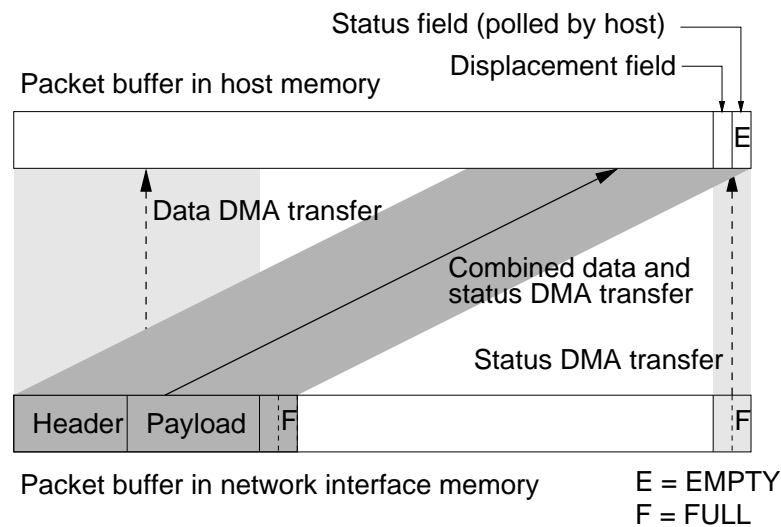 Status field (polled by host)
Displacement field
Packet buffer in host memory
E
Data DMA transfer
Combined data and
status DMA transfer
Status DMA transfer
Header Payload F F
Packet buffer in network interface memory
E = EMPTY
F = FULL